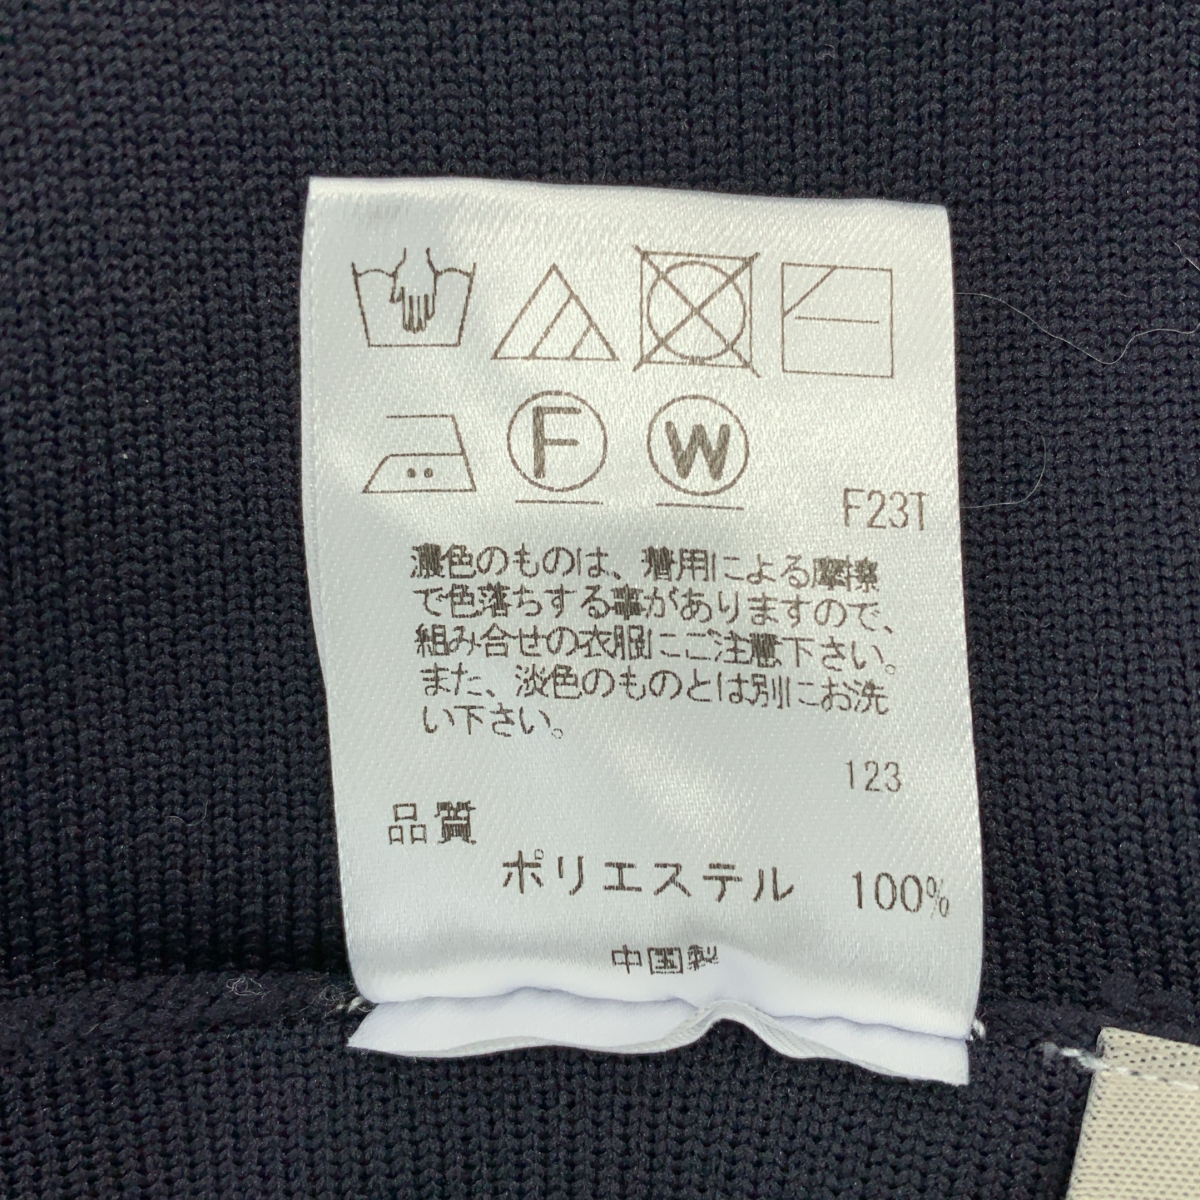 F W
F23T
濃色のものは、着用による摩擦
で色落ちする事がありますので、
組み合せの衣服にご注意下さい。
また、淡色のものとは別にお洗
い下さい。
123
品質
ポリエステル 100%
中国製